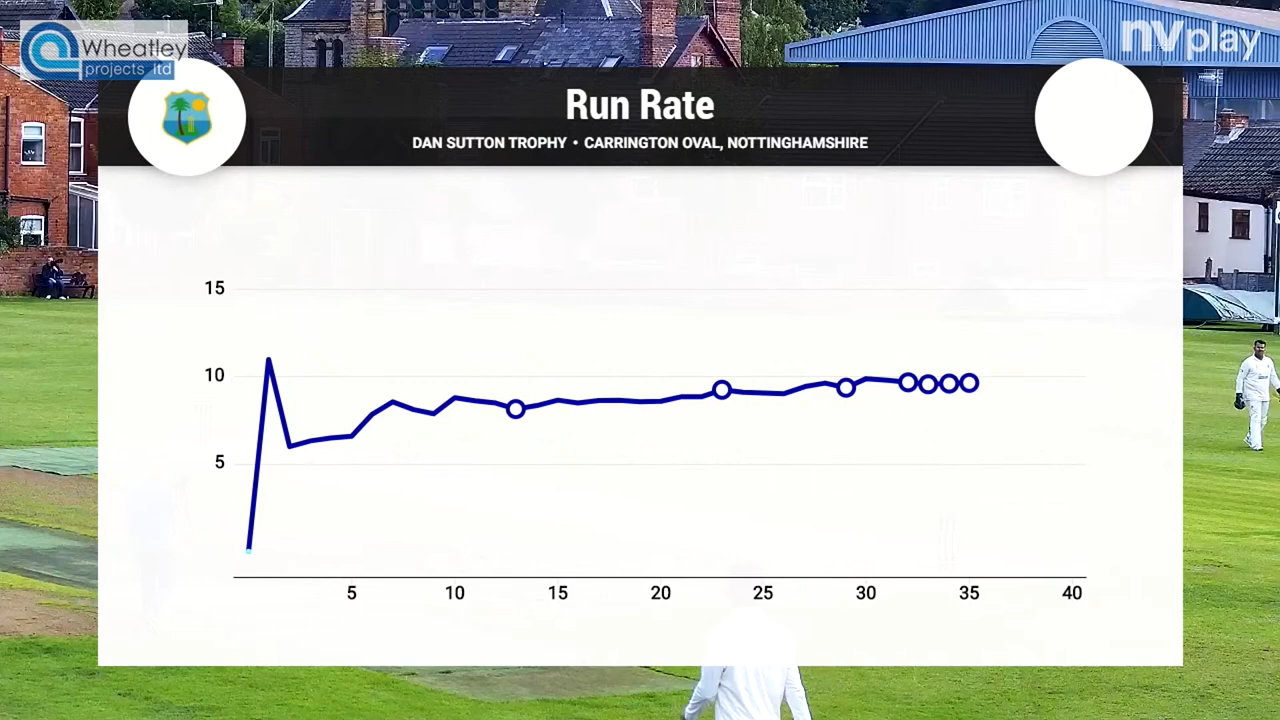 Wheatley
projects ltd
nvplay
Run Rate
DAN SUTTON TROPHY • CARRINGTON OVAL, NOTTINGHAMSHIRE
15
10
5
5 10 15 20 25 30 35 40